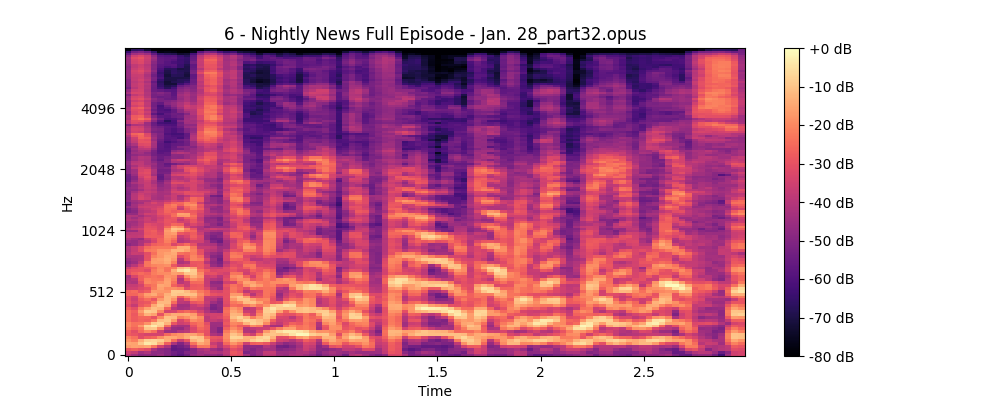 6 - Nightly News Full Episode - Jan. 28_part32.opus
Hz
4096
2048
1024
512
0
0 0.5 1 1.5 2 2.5
Time
+0 dB
-10 dB
-20 dB
-30 dB
-40 dB
-50 dB
-60 dB
-70 dB
-80 dB